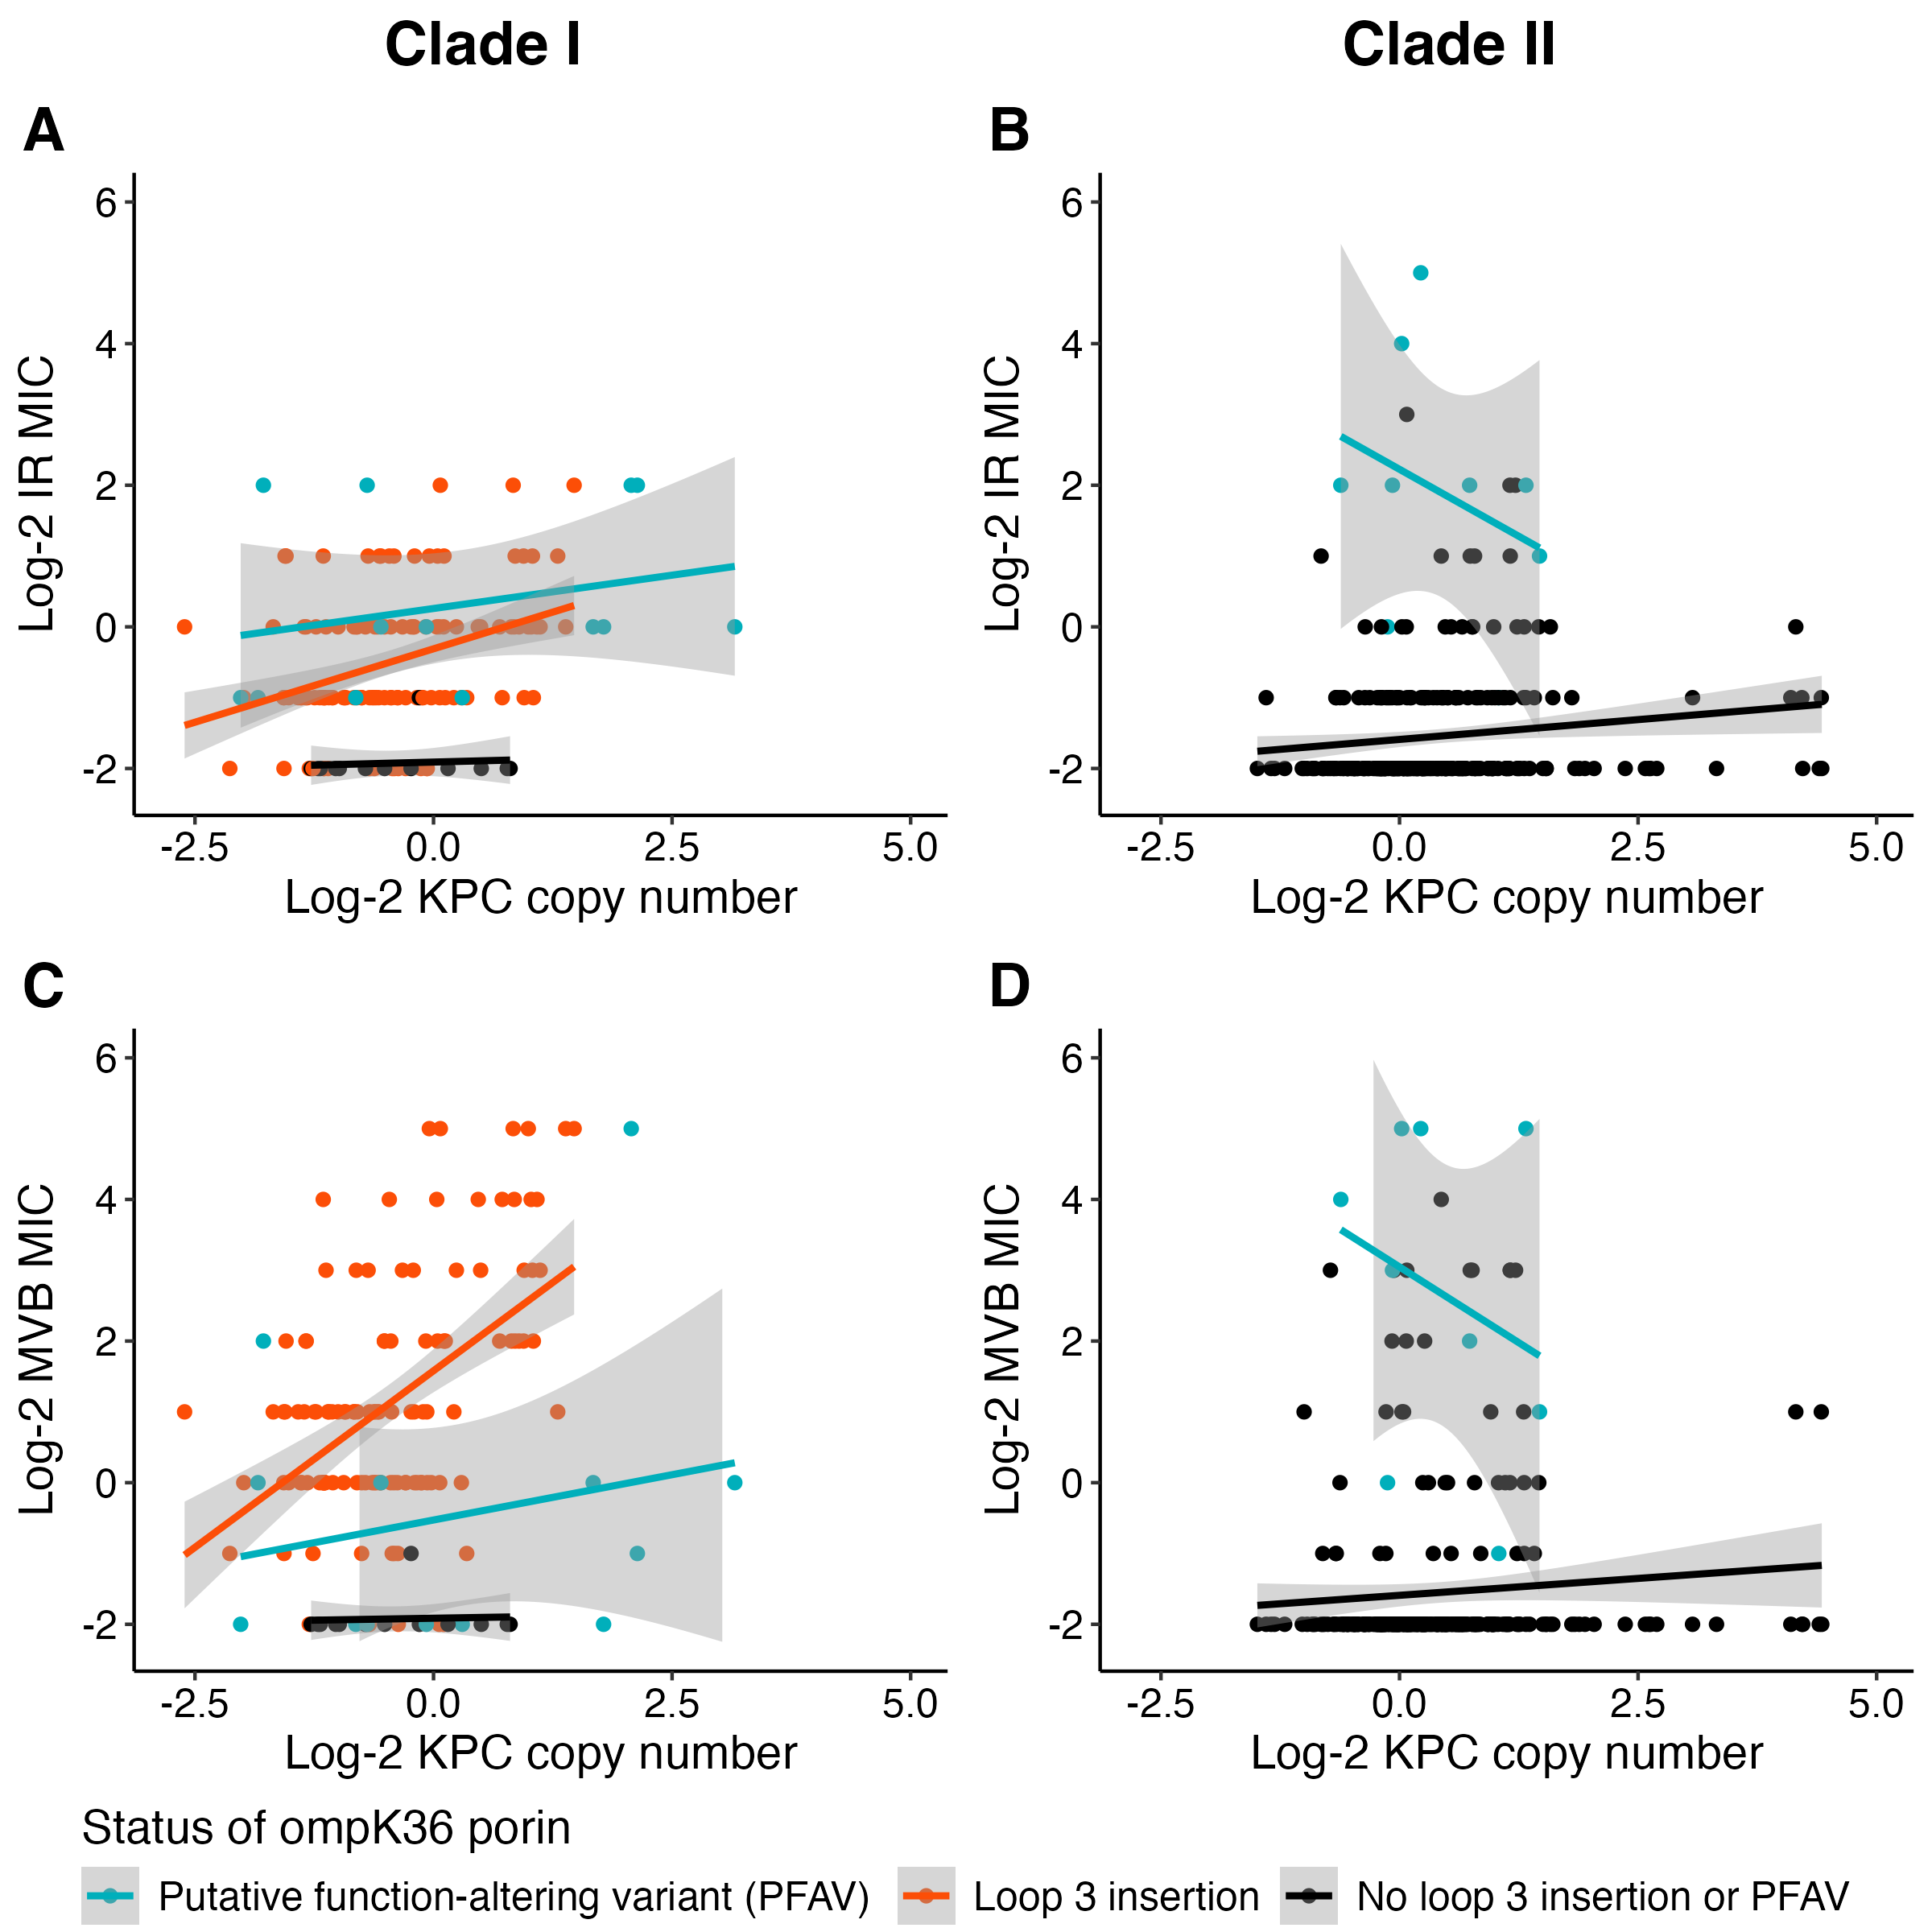 Clade I
Clade II
A
B
6
4
2
0
-2
Log-2 IR MIC
-2.5 0.0 2.5 5.0
Log-2 KPC copy number
6
4
2
0
-2
Log-2 IR MIC
-2.5 0.0 2.5 5.0
Log-2 KPC copy number
C
D
6
4
2
0
-2
Log-2 MVB MIC
-2.5 0.0 2.5 5.0
Log-2 KPC copy number
6
4
2
0
-2
Log-2 MVB MIC
-2.5 0.0 2.5 5.0
Log-2 KPC copy number
Status of ompK36 porin
Putative function-altering variant (PFAV) Loop 3 insertion No loop 3 insertion or PFAV